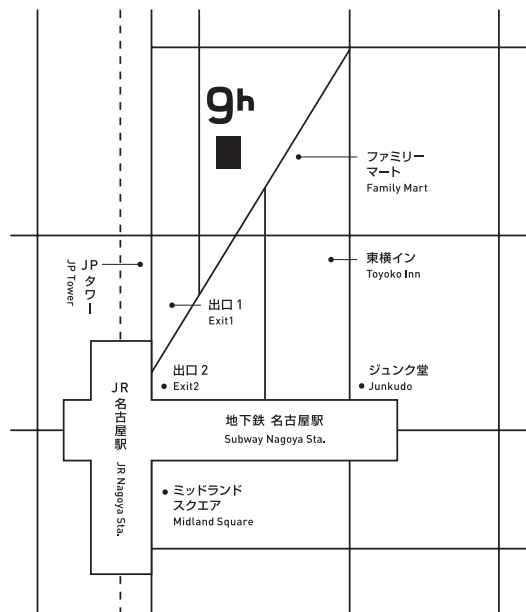 9h
ファミリー
マート
Family Mart
JP タワー
JP Tower
東横イン
Toyoko Inn
出口 1
Exit1
出口 2
Exit2
ジュンク堂
Junkudo
JR 名古屋駅
JR Nagoya Sta.
地下鉄 名古屋駅
Subway Nagoya Sta.
ミッドランド
スクエア
Midland Square